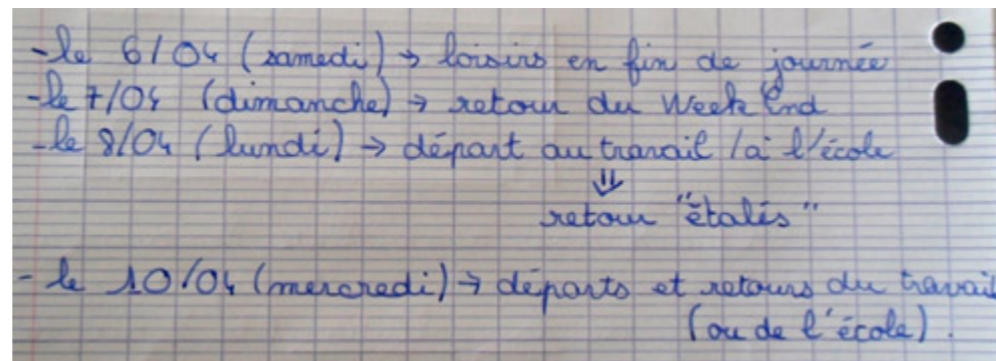 - le 6/04 (samedi) → loisirs en fin de journée
- le 7/04 (dimanche) → retour du Week End
- le 8/04 (lundi) → départ au travail / à l'école
⇓
retour "étalés"
- le 10/04 (mercredi) → départs et retours du travail
(ou de l'école).